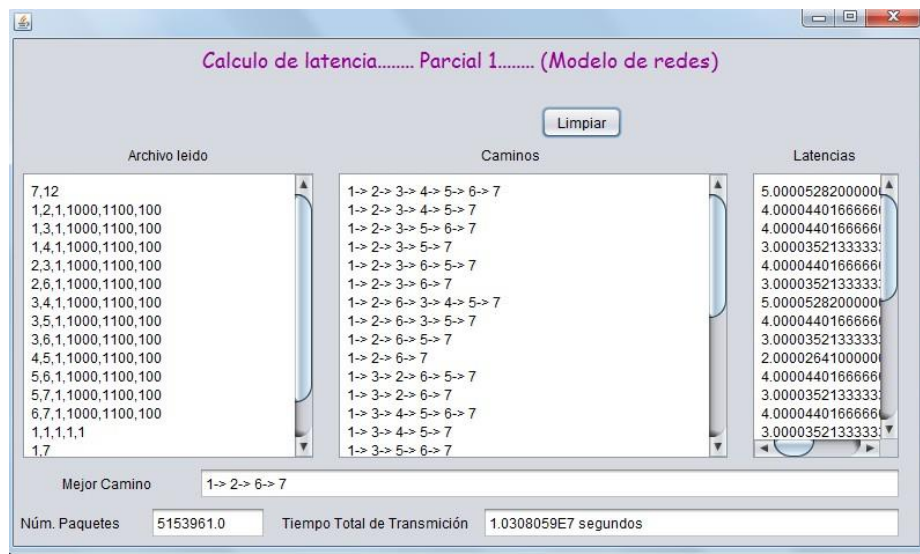 Calculo de latencia........ Parcial 1........ (Modelo de redes)
Limpiar
Archivo leido
7,12
1,2,1,1000,1100,100
1,3,1,1000,1100,100
1,4,1,1000,1100,100
2,3,1,1000,1100,100
2,6,1,1000,1100,100
3,4,1,1000,1100,100
3,5,1,1000,1100,100
3,6,1,1000,1100,100
4,5,1,1000,1100,100
5,6,1,1000,1100,100
5,7,1,1000,1100,100
6,7,1,1000,1100,100
1,1,1,1,1
1,7
Caminos
1-> 2-> 3-> 4-> 5-> 6-> 7
1-> 2-> 3-> 4-> 5-> 7
1-> 2-> 3-> 5-> 6-> 7
1-> 2-> 3-> 5-> 7
1-> 2-> 3-> 6-> 5-> 7
1-> 2-> 3-> 6-> 7
1-> 2-> 6-> 3-> 4-> 5-> 7
1-> 2-> 6-> 3-> 5-> 7
1-> 2-> 6-> 5-> 7
1-> 2-> 6-> 7
1-> 3-> 2-> 6-> 5-> 7
1-> 3-> 2-> 6-> 7
1-> 3-> 4-> 5-> 6-> 7
1-> 3-> 4-> 5-> 7
1-> 3-> 5-> 6-> 7
Latencias
5.0000528200000
4.0000440166666
4.0000440166666
3.0000352133333
4.0000440166666
3.0000352133333
5.0000528200000
4.0000440166666
3.0000352133333
2.0000264100000
4.0000440166666
3.0000352133333
4.0000440166666
3.0000352133333
Mejor Camino
1-> 2-> 6-> 7
Núm. Paquetes
5153961.0
Tiempo Total de Transmición
1.0308059E7 segundos